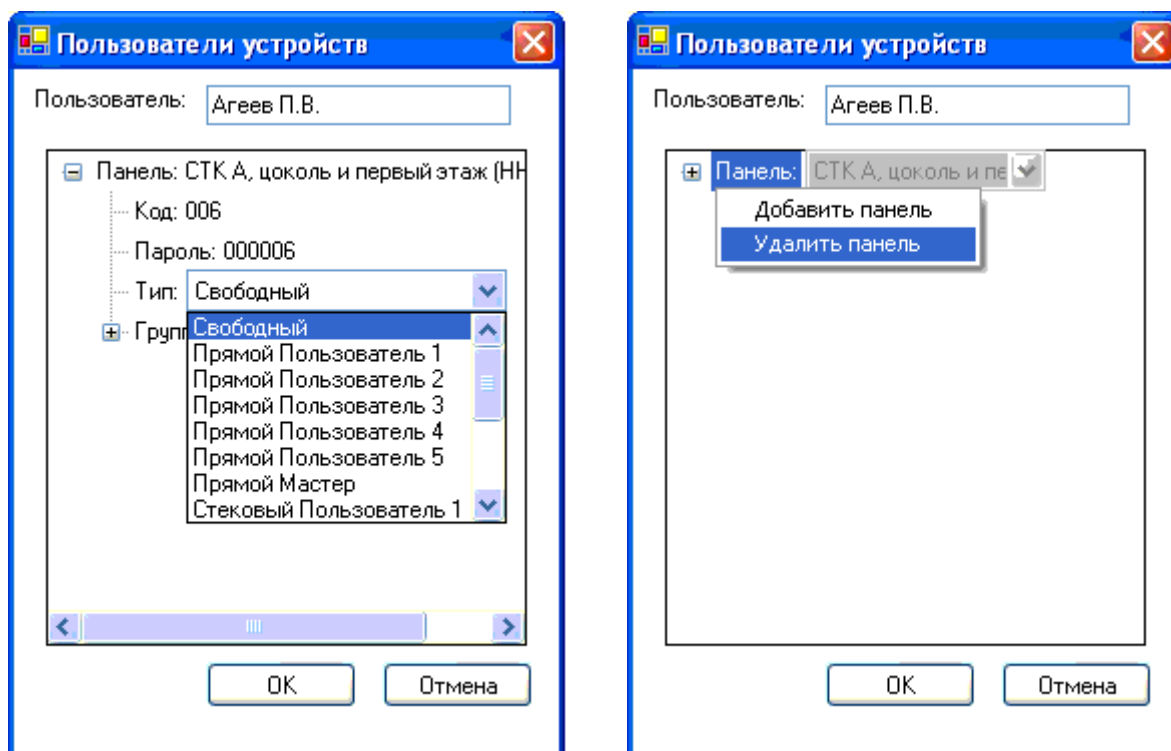 Пользователи устройств
Пользователь: Агеев П.В.
Панель: СТК А, цоколь и первый этаж (НН
Код: 006
Пароль: 000006
Тип: Свободный
Груп
Свободный
Прямой Пользователь 1
Прямой Пользователь 2
Прямой Пользователь 3
Прямой Пользователь 4
Прямой Пользователь 5
Прямой Мастер
Стековый Пользователь 1
OK Отмена
Пользователи устройств
Пользователь: Агеев П.В.
Панель: СТК А, цоколь и пе
Добавить панель
Удалить панель
OK Отмена